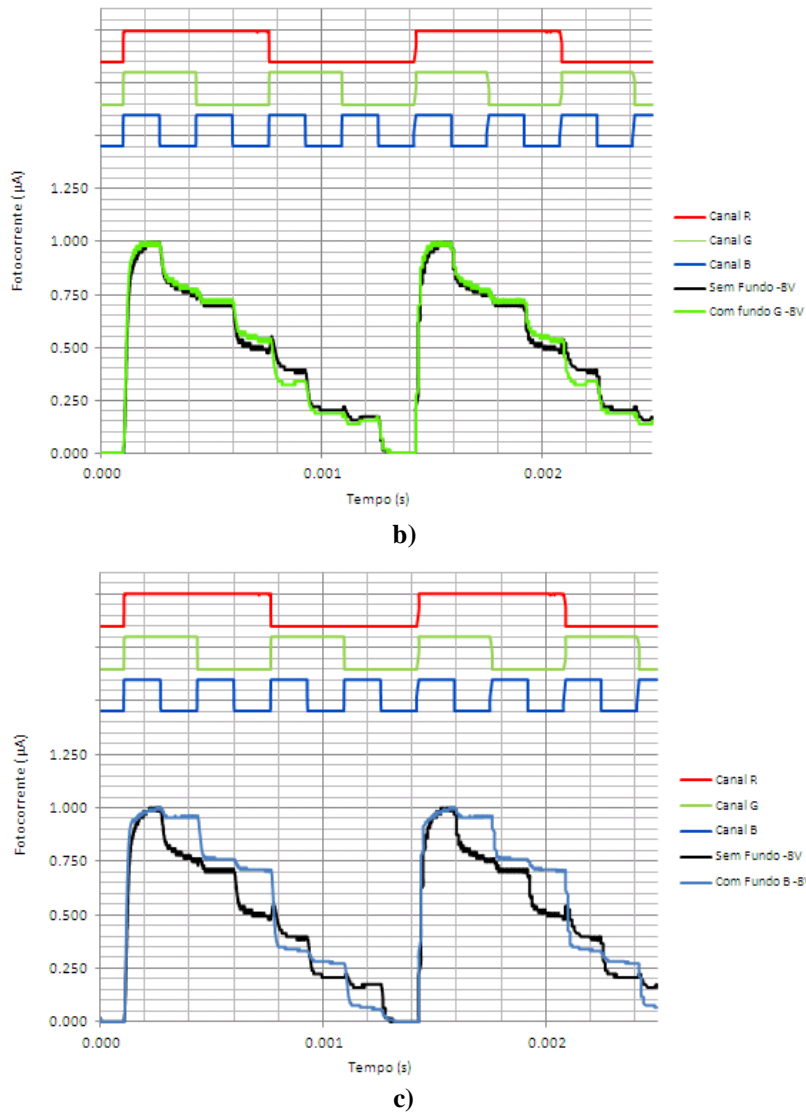 Fotocorrente (µA)
1.250
1.000
0.750
0.500
0.250
0.000
0.000
0.001
0.002
Tempo (s)
Canal R
Canal G
Canal B
Sem Fundo -8V
Com fundo G -8V
b)
Fotocorrente (µA)
1.250
1.000
0.750
0.500
0.250
0.000
0.000
0.001
0.002
Tempo (s)
Canal R
Canal G
Canal B
Sem Fundo -8V
Com Fundo B -8V
c)